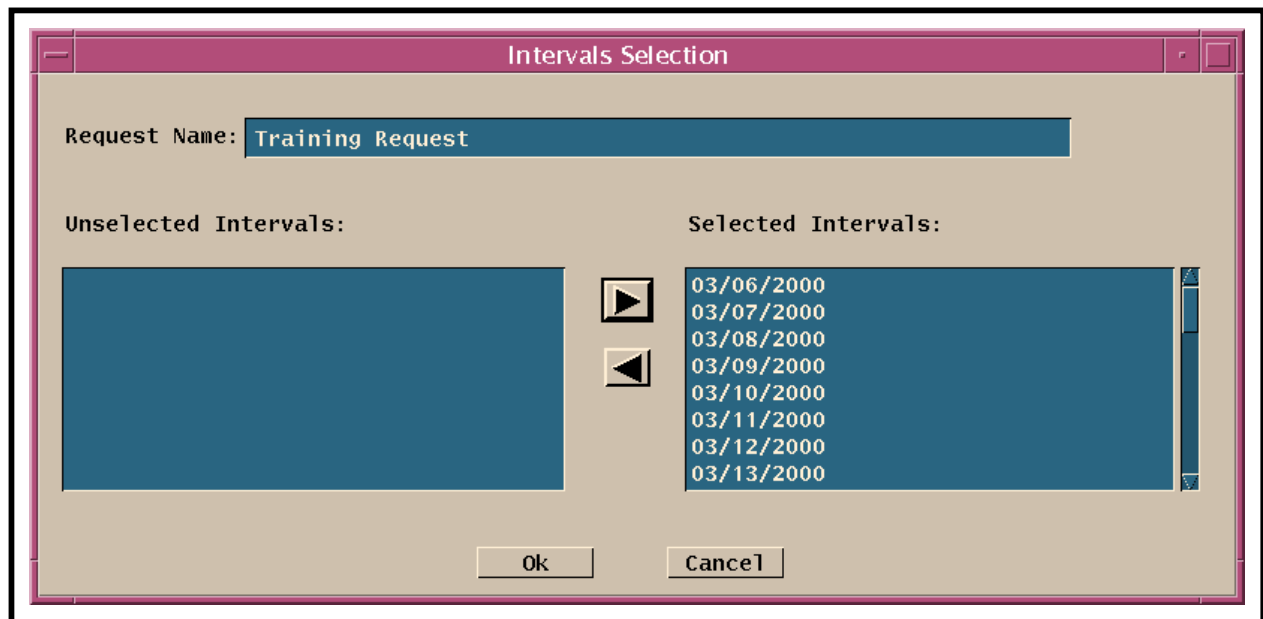 Intervals Selection
Request Name: Training Request
Unselected Intervals:
Selected Intervals:
03/06/2000
03/07/2000
03/08/2000
03/09/2000
03/10/2000
03/11/2000
03/12/2000
03/13/2000
Ok
Cancel